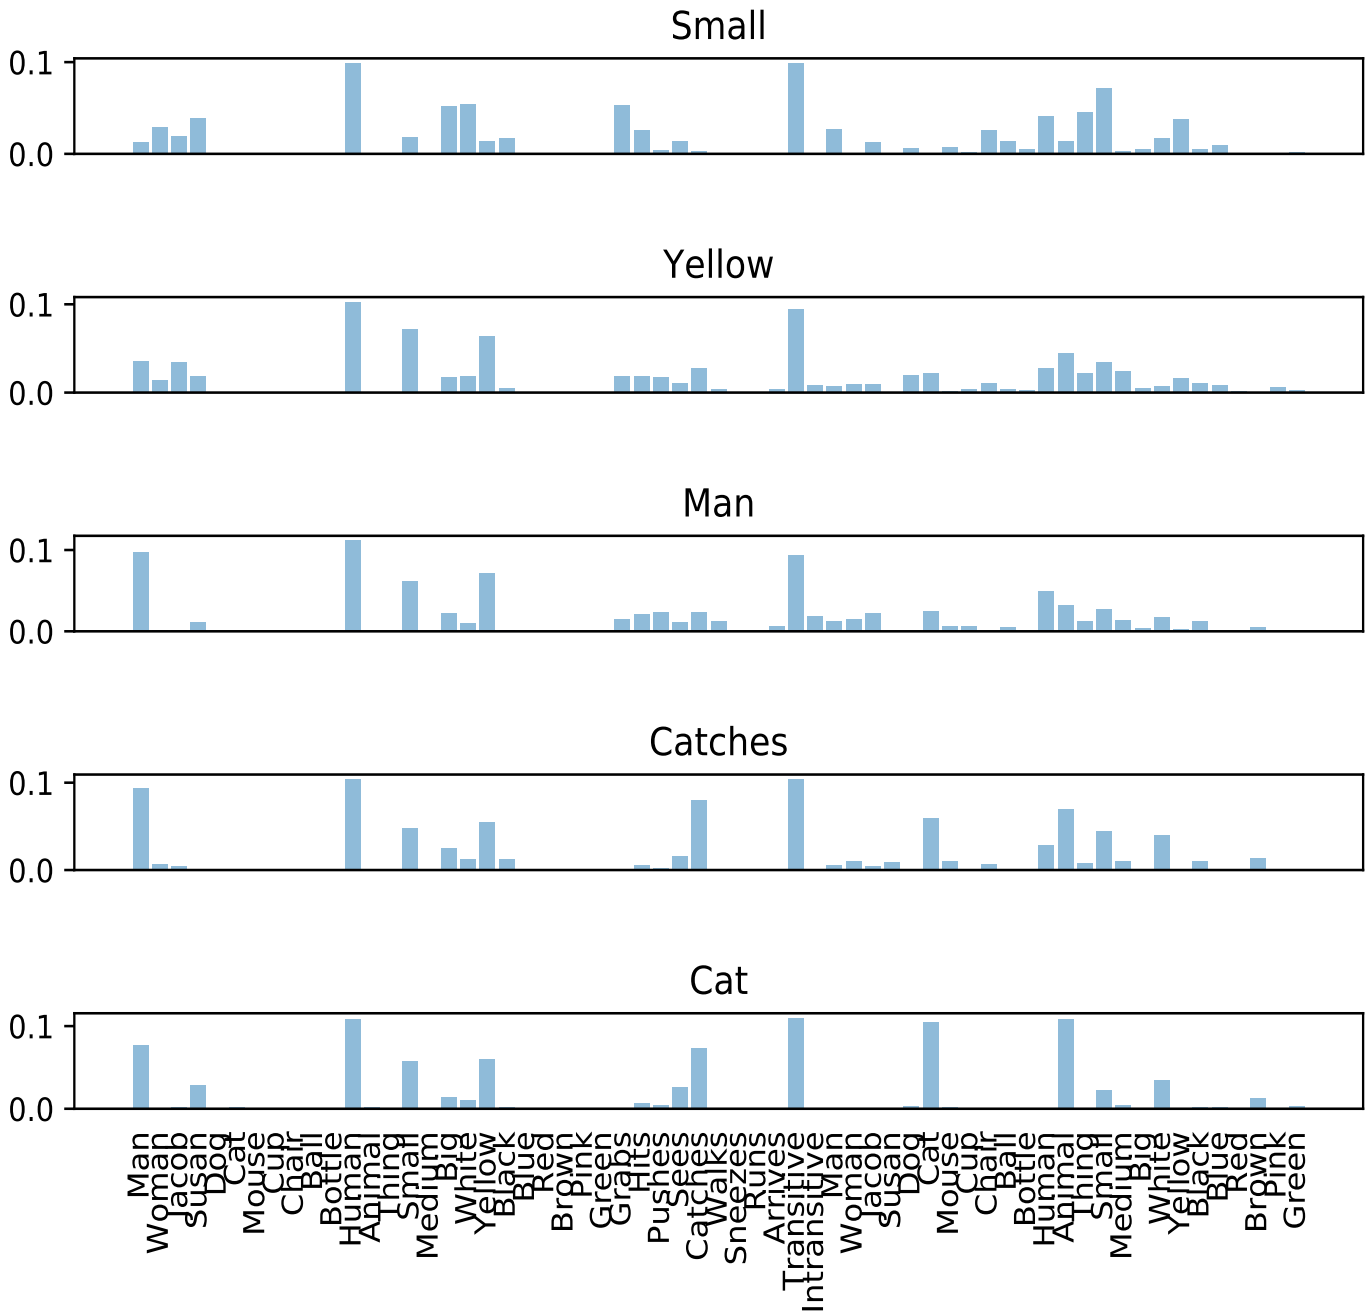 Small
0.1
0.0
Yellow
0.1
0.0
Man
0.1
0.0
Catches
0.1
0.0
Cat
0.1
0.0
Man
Woman
Jacob
Susan
Dog
Cat
Mouse
Cup
Chair
Ball
Bottle
Human
Animal
Thing
Small
Medium
Big
White
Yellow
Black
Blue
Red
Brown
Pink
Green
Grabs
Hits
Pushes
Sees
Catches
Walks
Sneezes
Runs
Arrives
Transitive
Intransitive
Man
Woman
Jacob
Susan
Dog
Cat
Mouse
Cup
Chair
Ball
Bottle
Human
Animal
Thing
Small
Medium
Big
White
Yellow
Black
Blue
Red
Brown
Pink
Green